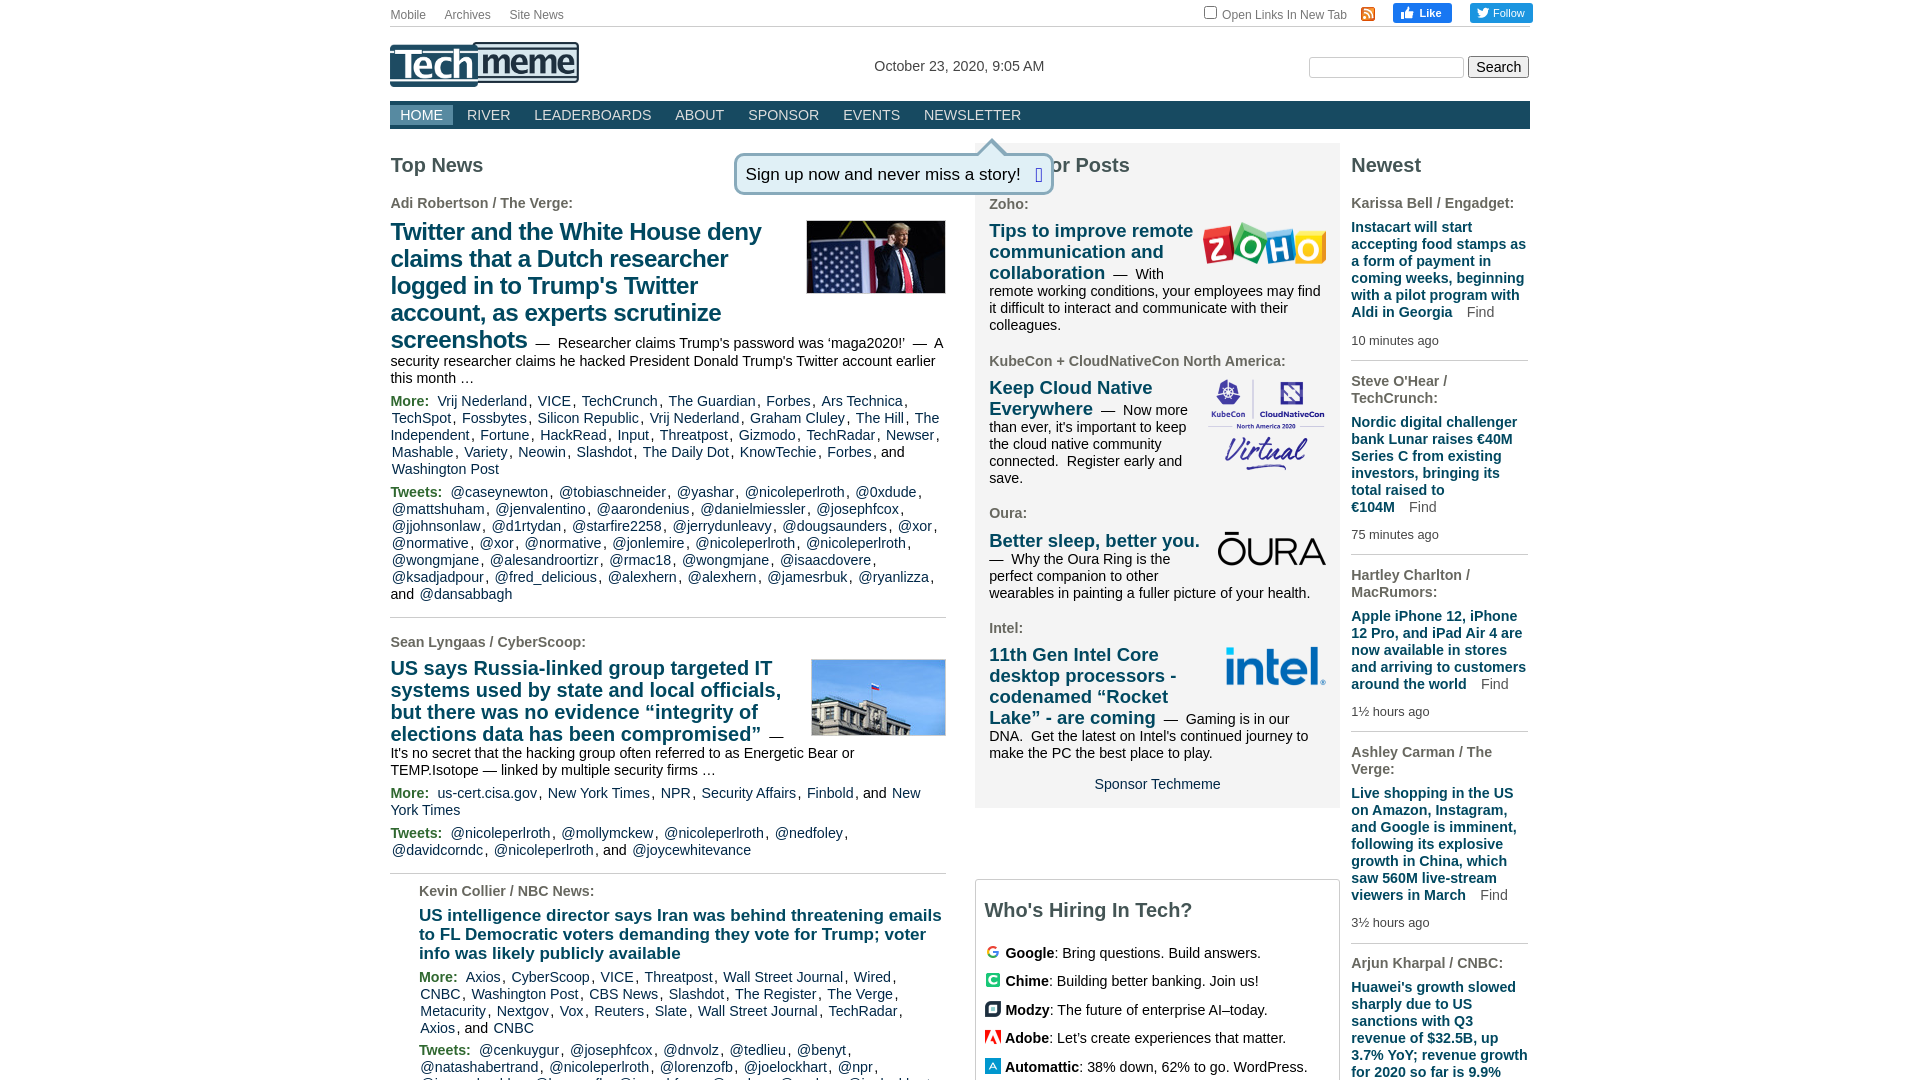 Mobile Archives Site News
Open Links In New Tab
Like
Follow
Techmeme
October 23, 2020, 9:05 AM
Search
HOME RIVER LEADERBOARDS ABOUT SPONSOR EVENTS NEWSLETTER
Sign up now and never miss a story!
Top News
Adi Robertson / The Verge:
Twitter and the White House deny
claims that a Dutch researcher
logged in to Trump's Twitter
account, as experts scrutinize
screenshots — Researcher claims Trump's password was ‘maga2020!’ — A
security researcher claims he hacked President Donald Trump's Twitter account earlier
this month …
More: Vrij Nederland, VICE, TechCrunch, The Guardian, Forbes, Ars Technica,
TechSpot, Fossbytes, Silicon Republic, Vrij Nederland, Graham Cluley, The Hill, The
Independent, Fortune, HackRead, Input, Threatpost, Gizmodo, TechRadar, Newser,
Mashable, Variety, Neowin, Slashdot, The Daily Dot, KnowTechie, Forbes, and
Washington Post
Tweets: @caseynewton, @tobiaschneider, @yashar, @nicoleperlroth, @0xdude,
@mattshuham, @jenvalentino, @aarondenius, @danielmiessler, @josephfcox,
@jjohnsonlaw, @d1rtydan, @starfire2258, @jerrydunleavy, @dougsaunders, @xor,
@normative, @xor, @normative, @jonlemire, @nicoleperlroth, @nicoleperlroth,
@wongmjane, @alesandroortizr, @rmac18, @wongmjane, @isaacdovere,
@ksadjadpour, @fred_delicious, @alexhern, @alexhern, @jamesrbuk, @ryanlizza,
and @dansabbagh
Sean Lyngaas / CyberScoop:
US says Russia-linked group targeted IT
systems used by state and local officials,
but there was no evidence “integrity of
elections data has been compromised” —
It's no secret that the hacking group often referred to as Energetic Bear or
TEMP.Isotope — linked by multiple security firms …
More: us-cert.cisa.gov, New York Times, NPR, Security Affairs, Finbold, and New
York Times
Tweets: @nicoleperlroth, @mollymckew, @nicoleperlroth, @nedfoley,
@davidcorndc, @nicoleperlroth, and @joycewhitevance
Kevin Collier / NBC News:
US intelligence director says Iran was behind threatening emails
to FL Democratic voters demanding they vote for Trump; voter
info was likely publicly available
More: Axios, CyberScoop, VICE, Threatpost, Wall Street Journal, Wired,
CNBC, Washington Post, CBS News, Slashdot, The Register, The Verge,
Metacurity, Nextgov, Vox, Reuters, Slate, Wall Street Journal, TechRadar,
Axios, and CNBC
Tweets: @cenkuygur, @josephfcox, @dnvolz, @tedlieu, @benyt,
@natashabertrand, @nicoleperlroth, @lorenzofb, @joelockhart, @npr,
or Posts
Zoho:
Tips to improve remote
communication and
collaboration — With
remote working conditions, your employees may find
it difficult to interact and communicate with their
colleagues.
ZOHO
KubeCon + CloudNativeCon North America:
Keep Cloud Native
Everywhere — Now more
than ever, it's important to keep
the cloud native community
connected. Register early and
save.
KubeCon CloudNativeCon
North America 2020
Virtual
Oura:
Better sleep, better you.
— Why the Oura Ring is the
perfect companion to other
wearables in painting a fuller picture of your health.
ŌURA
Intel:
11th Gen Intel Core
desktop processors -
codenamed “Rocket
Lake” - are coming — Gaming is in our
DNA. Get the latest on Intel's continued journey to
make the PC the best place to play.
intel
Sponsor Techmeme
Who's Hiring In Tech?
Google: Bring questions. Build answers.
Chime: Building better banking. Join us!
Modzy: The future of enterprise AI–today.
Adobe: Let’s create experiences that matter.
Automattic: 38% down, 62% to go. WordPress.
Newest
Karissa Bell / Engadget:
Instacart will start
accepting food stamps as
a form of payment in
coming weeks, beginning
with a pilot program with
Aldi in Georgia Find
10 minutes ago
Steve O'Hear /
TechCrunch:
Nordic digital challenger
bank Lunar raises €40M
Series C from existing
investors, bringing its
total raised to
€104M Find
75 minutes ago
Hartley Charlton /
MacRumors:
Apple iPhone 12, iPhone
12 Pro, and iPad Air 4 are
now available in stores
and arriving to customers
around the world Find
1½ hours ago
Ashley Carman / The
Verge:
Live shopping in the US
on Amazon, Instagram,
and Google is imminent,
following its explosive
growth in China, which
saw 560M live-stream
viewers in March Find
3½ hours ago
Arjun Kharpal / CNBC:
Huawei's growth slowed
sharply due to US
sanctions with Q3
revenue of $32.5B, up
3.7% YoY; revenue growth
for 2020 so far is 9.9%